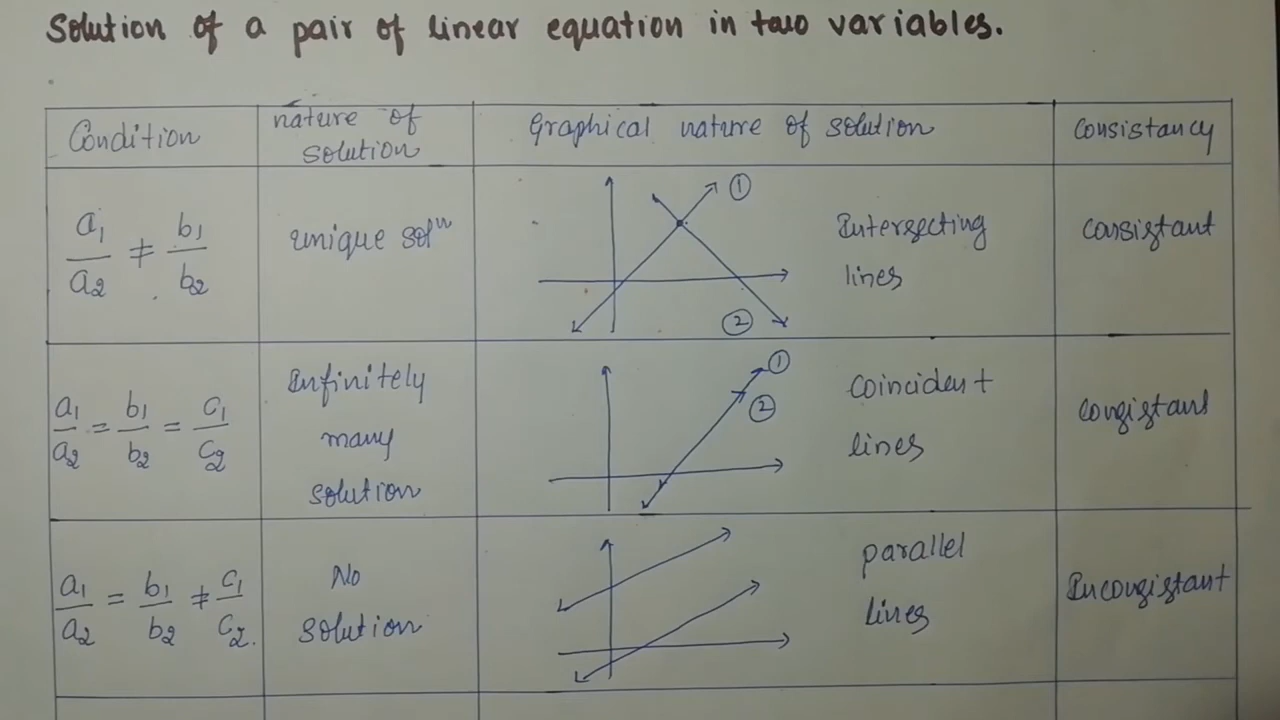 Solution of a pair of linear equation in two variables.
Condition
nature of
solution
Graphical nature of solution
Consistancy
a1/a2 ≠ b1/b2
unique solⁿ
1
2
Intersecting
lines
consistant
a1/a2 = b1/b2 = c1/c2
Infinitely
many
solution
1
2
Coincident
lines
consistant
a1/a2 = b1/b2 ≠ c1/c2
No
solution
parallel
lines
Inconsistant